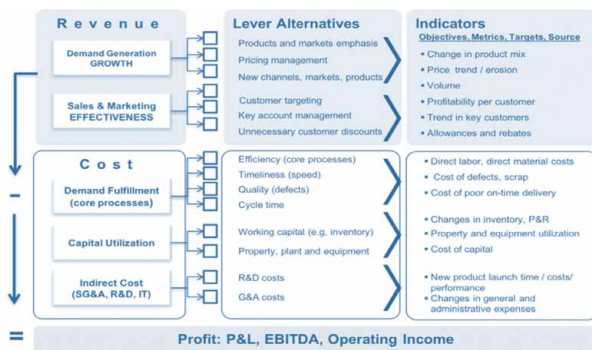 Revenue
Demand Generation
GROWTH
Sales & Marketing
EFFECTIVENESS
Lever Alternatives
Products and markets emphasis
Pricing management
New channels, markets, products
Customer targeting
Key account management
Unnecessary customer discounts
Indicators
Objectives, Metrics, Targets, Source
• Change in product mix
• Price trend / erosion
• Volume
• Profitability per customer
• Trend in key customers
• Allowances and rebates
–
Cost
Demand Fulfillment
(core processes)
Capital Utilization
Indirect Cost
(SG&A, R&D, IT)
Efficiency (core processes)
Timeliness (speed)
Quality (defects)
Cycle time
Working capital (e.g. inventory)
Property, plant and equipment
R&D costs
G&A costs
• Direct labor, direct material costs
• Cost of defects, scrap
• Cost of poor on-time delivery
• Changes in inventory, P&R
• Property and equipment utilization
• Cost of capital
• New product launch time / costs/
performance
• Changes in general and
administrative expenses
=
Profit: P&L, EBITDA, Operating Income